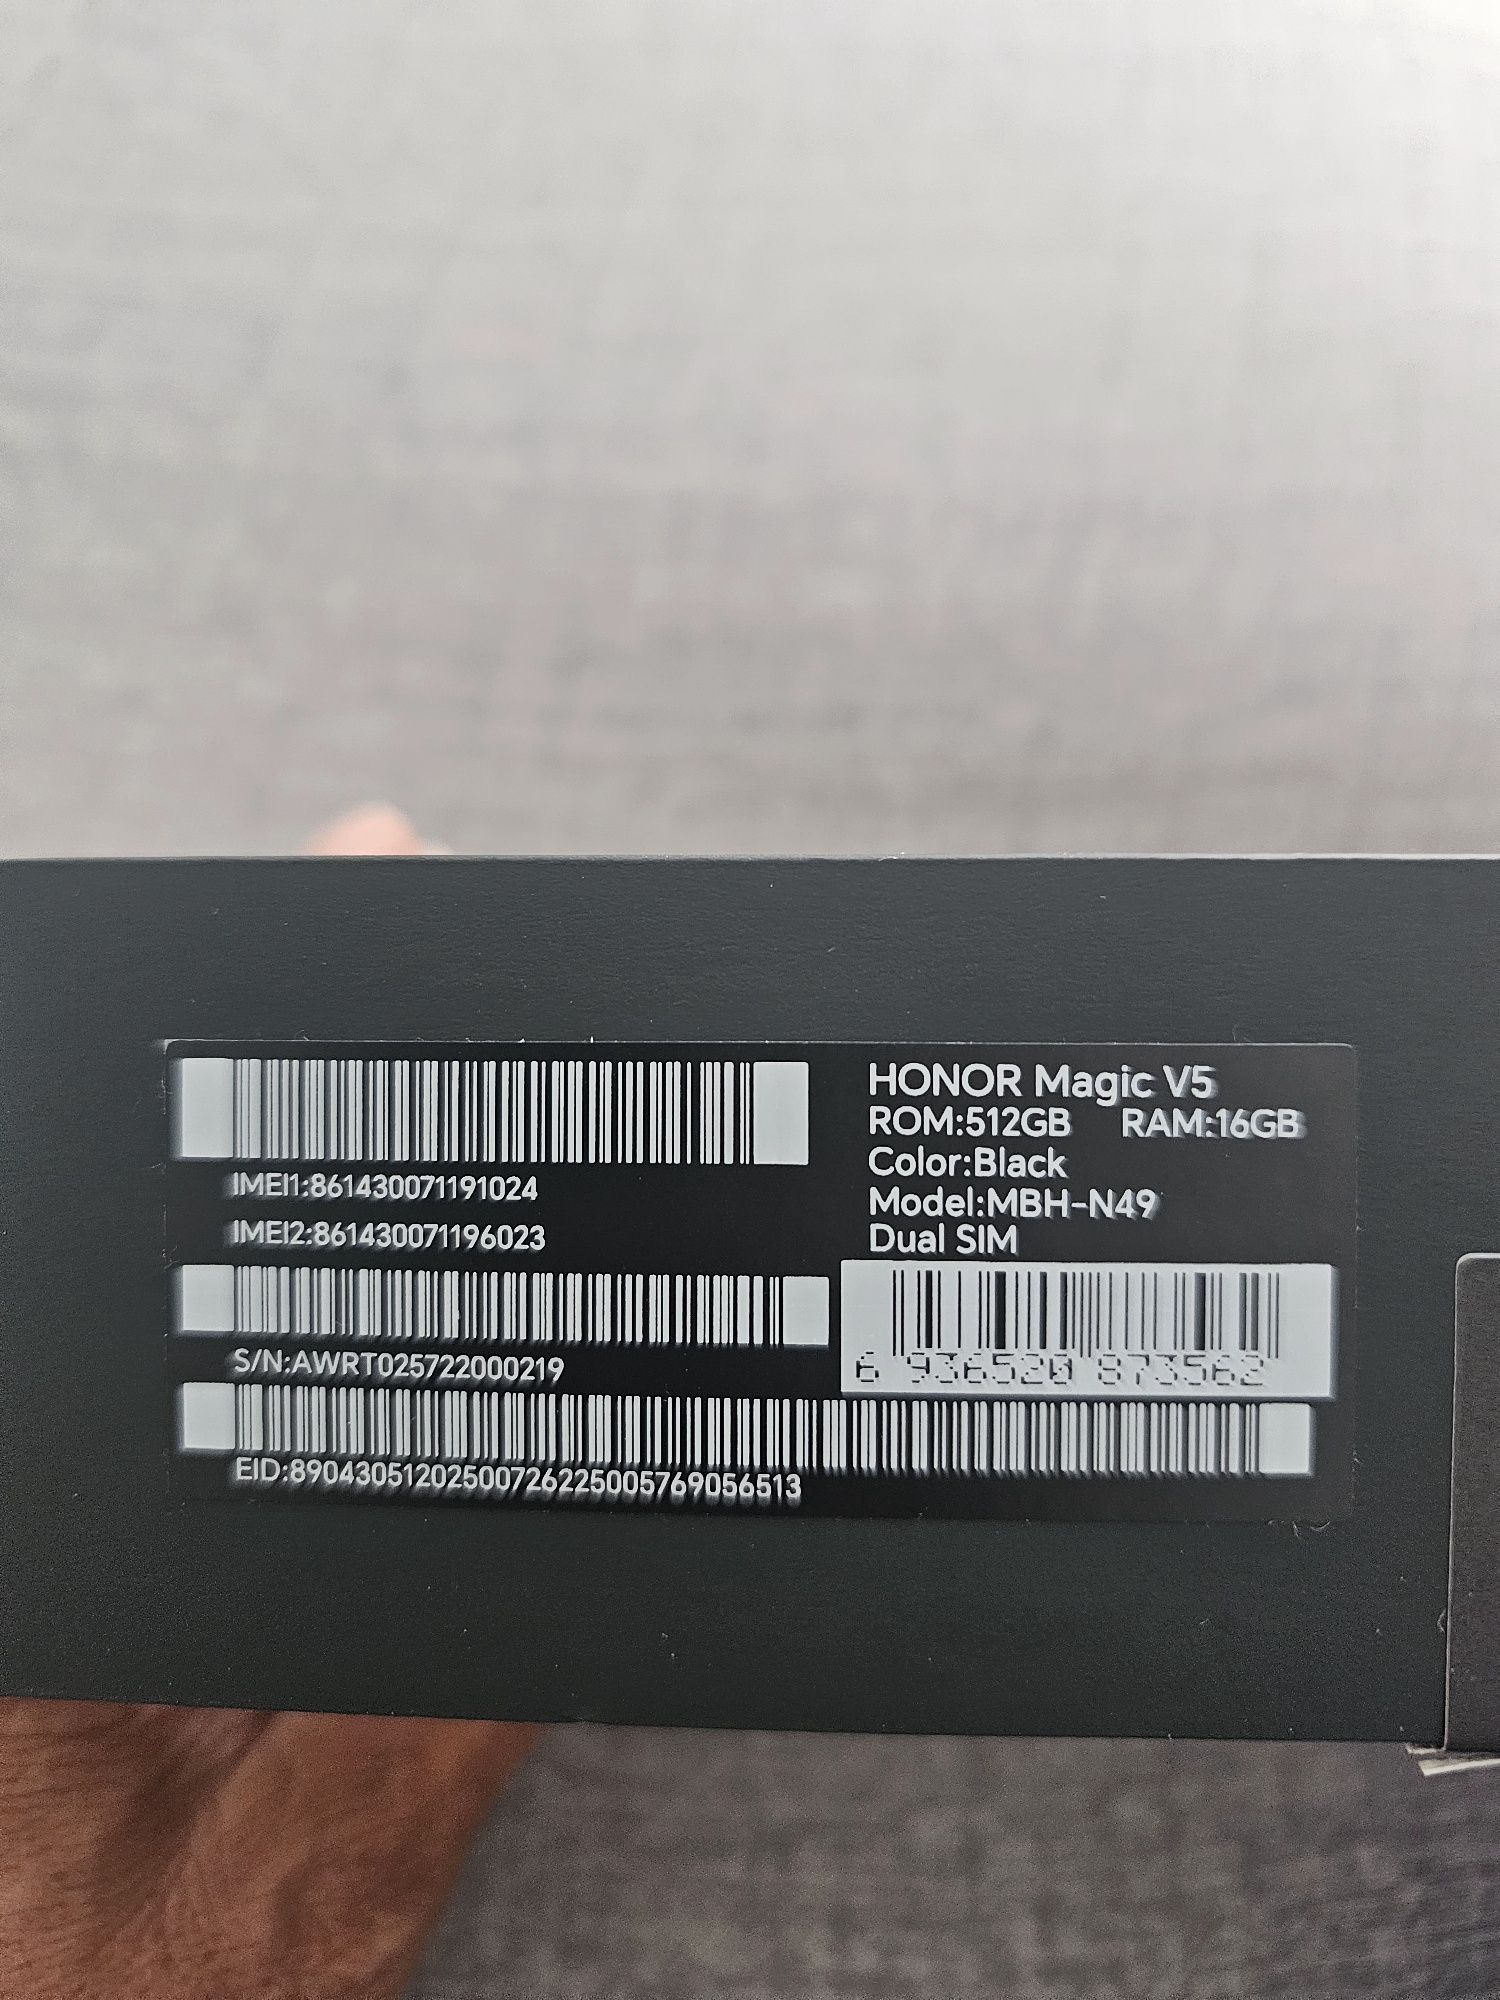 IMEI1:861430071191024
IMEI2:861430071196023
S/N:AWRT025722000219
EID:89043051202500726225005769056513
HONOR Magic V5
ROM:512GB RAM:16GB
Color:Black
Model:MBH-N49
Dual SIM
6 936520 873562